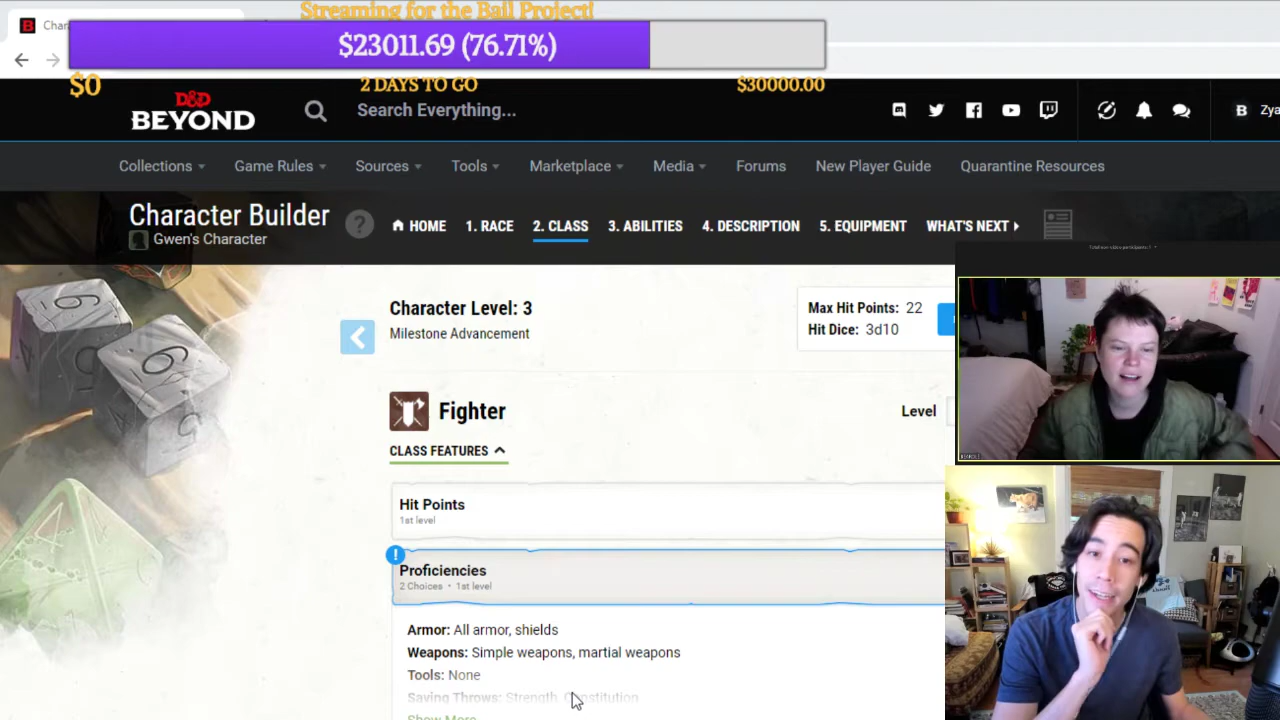 Streaming for the Bail Project!
Char
$23011.69 (76.71%)
$0
2 DAYS TO GO
$30000.00
D&D
BEYOND
Search Everything...
B
Zya
Collections
Game Rules
Sources
Tools
Marketplace
Media
Forums
New Player Guide
Quarantine Resources
Character Builder
Gwen's Character
?
HOME
1. RACE
2. CLASS
3. ABILITIES
4. DESCRIPTION
5. EQUIPMENT
WHAT'S NEXT
Character Level: 3
Milestone Advancement
Max Hit Points: 22
Hit Dice: 3d10
Fighter
Level
CLASS FEATURES
Hit Points
1st level
!
Proficiencies
2 Choices • 1st level
Armor: All armor, shields
Weapons: Simple weapons, martial weapons
Tools: None
Saving Throws: Strength, Constitution
Show More